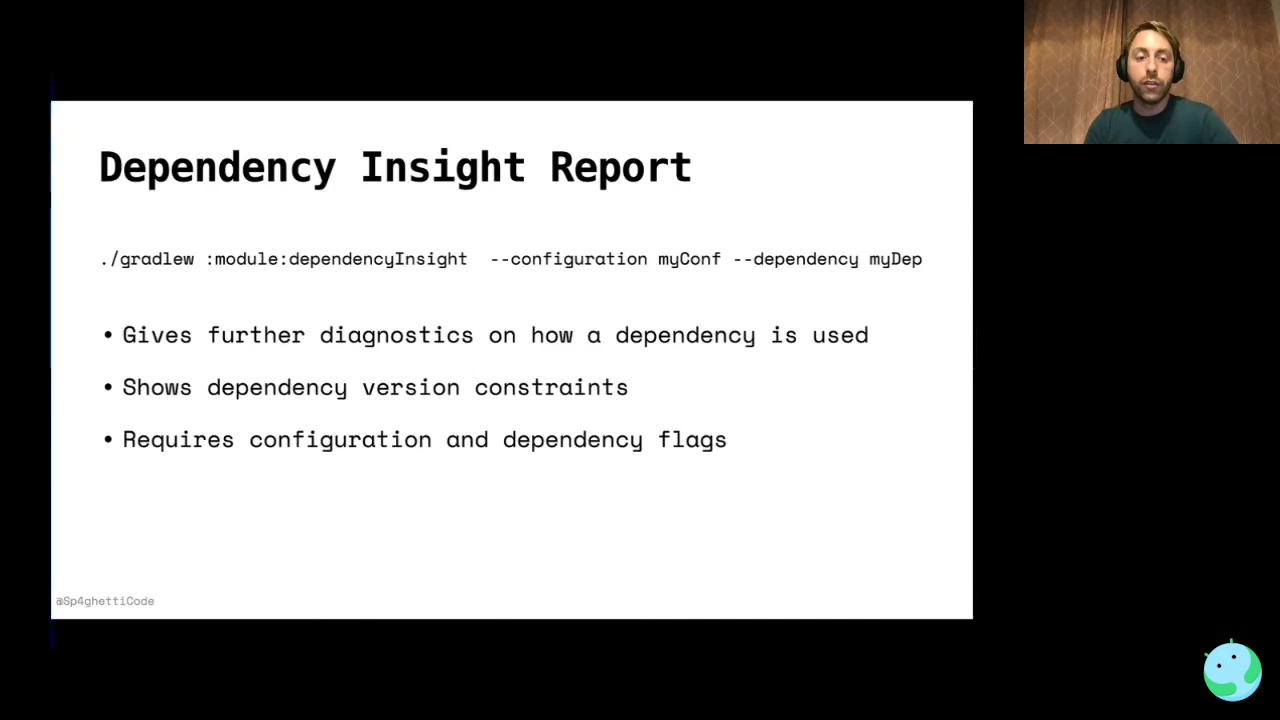 Dependency Insight Report
./gradlew :module:dependencyInsight  --configuration myConf --dependency myDep
• Gives further diagnostics on how a dependency is used
• Shows dependency version constraints
• Requires configuration and dependency flags
@Sp4ghettiCode